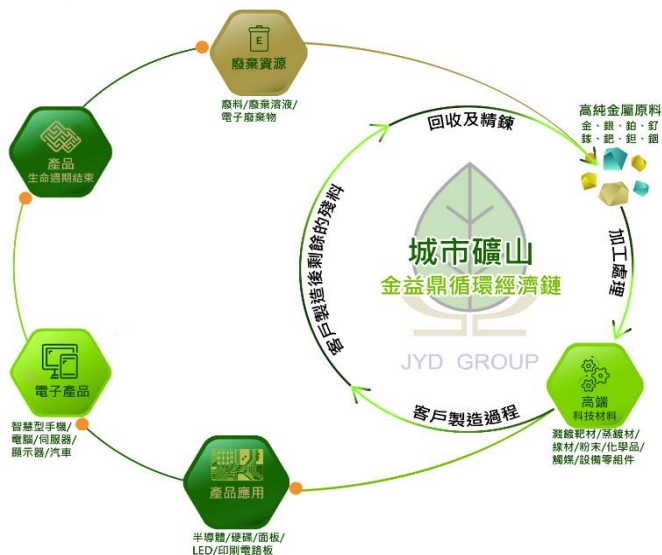 E
廢棄資源
廢料/廢棄溶液/
電子廢棄物
回收及精鍊
高純金屬原料
金、銀、鉑、釕
鎵、鈀、鉭、銦
加工處理
高端
科技材料
濺鍍靶材/蒸鍍材/
線材/粉末/化學品/
觸媒/設備零組件
客戶製造過程
客戶製造後剩餘的殘料
城市礦山
金益鼎循環經濟鏈
JYD GROUP
產品應用
半導體/硬碟/面板/
LED/印刷電路板
電子產品
智慧型手機/
電腦/伺服器/
顯示器/汽車
產品
生命週期結束